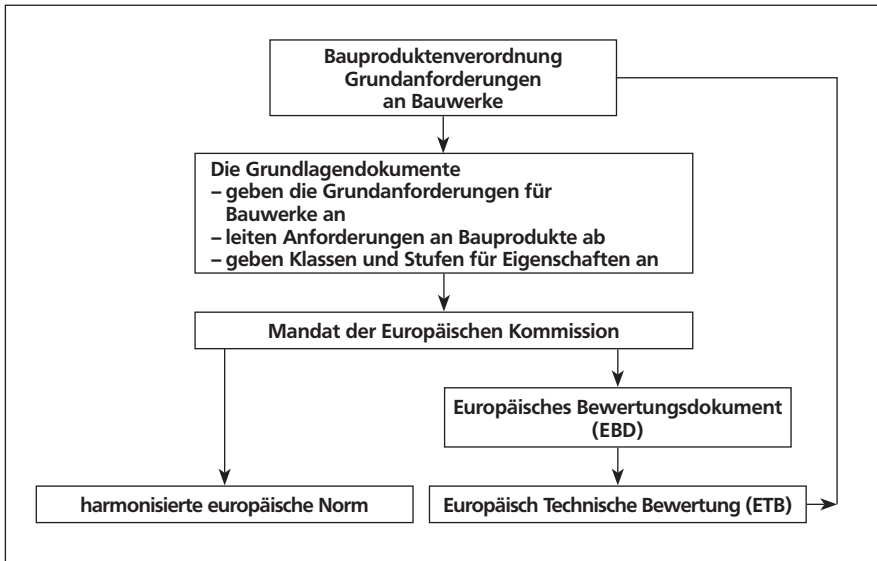 Bauproduktenverordnung
Grundanforderungen
an Bauwerke
Die Grundlagendokumente
– geben die Grundanforderungen für
Bauwerke an
– leiten Anforderungen an Bauprodukte ab
– geben Klassen und Stufen für Eigenschaften an
Mandat der Europäischen Kommission
Europäisches Bewertungsdokument
(EBD)
harmonisierte europäische Norm
Europäisch Technische Bewertung (ETB)